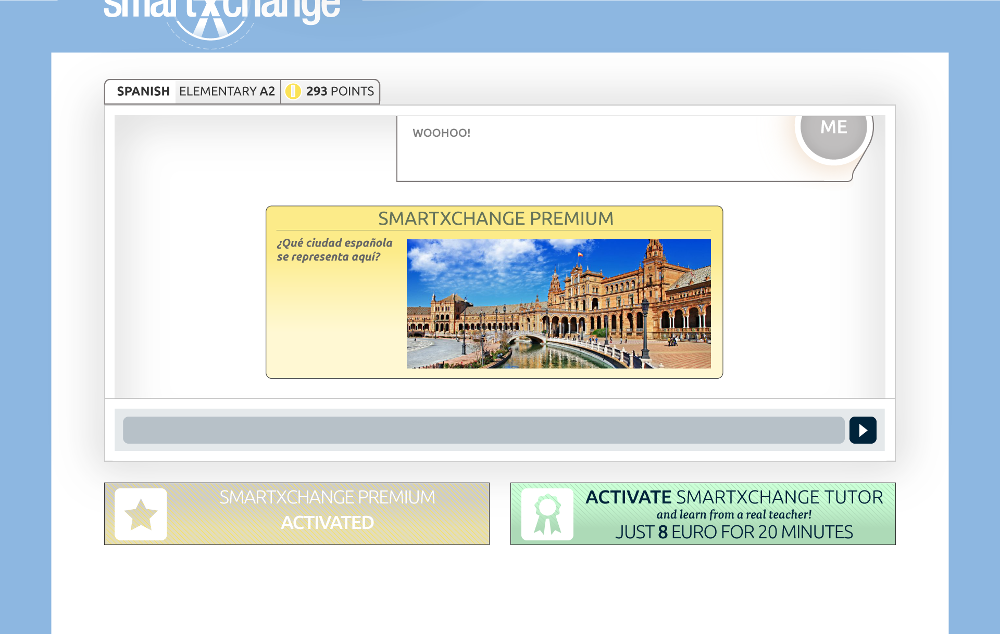 smartxchange
SPANISH ELEMENTARY A2 293 POINTS
WOOHOO!
ME
SMARTXCHANGE PREMIUM
¿Qué ciudad española
se representa aquí?
SMARTXCHANGE PREMIUM
ACTIVATED
ACTIVATE SMARTXCHANGE TUTOR
and learn from a real teacher!
JUST 8 EURO FOR 20 MINUTES